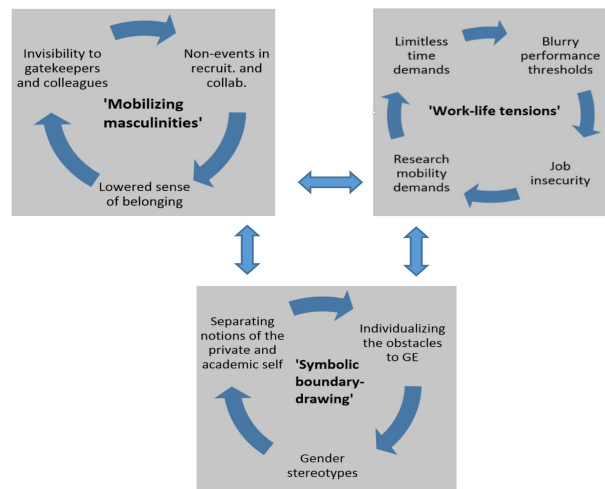 Invisibility to
gatekeepers
and colleagues
Non-events in
recruit. and
collab.
'Mobilizing
masculinities'
Lowered sense
of belonging
Limitless
time
demands
Blurry
performance
thresholds
'Work-life tensions'
Research
mobility
demands
Job
insecurity
Separating
notions of the
private and
academic self
Individualizing
the obstacles
to GE
'Symbolic
boundary-
drawing'
Gender
stereotypes